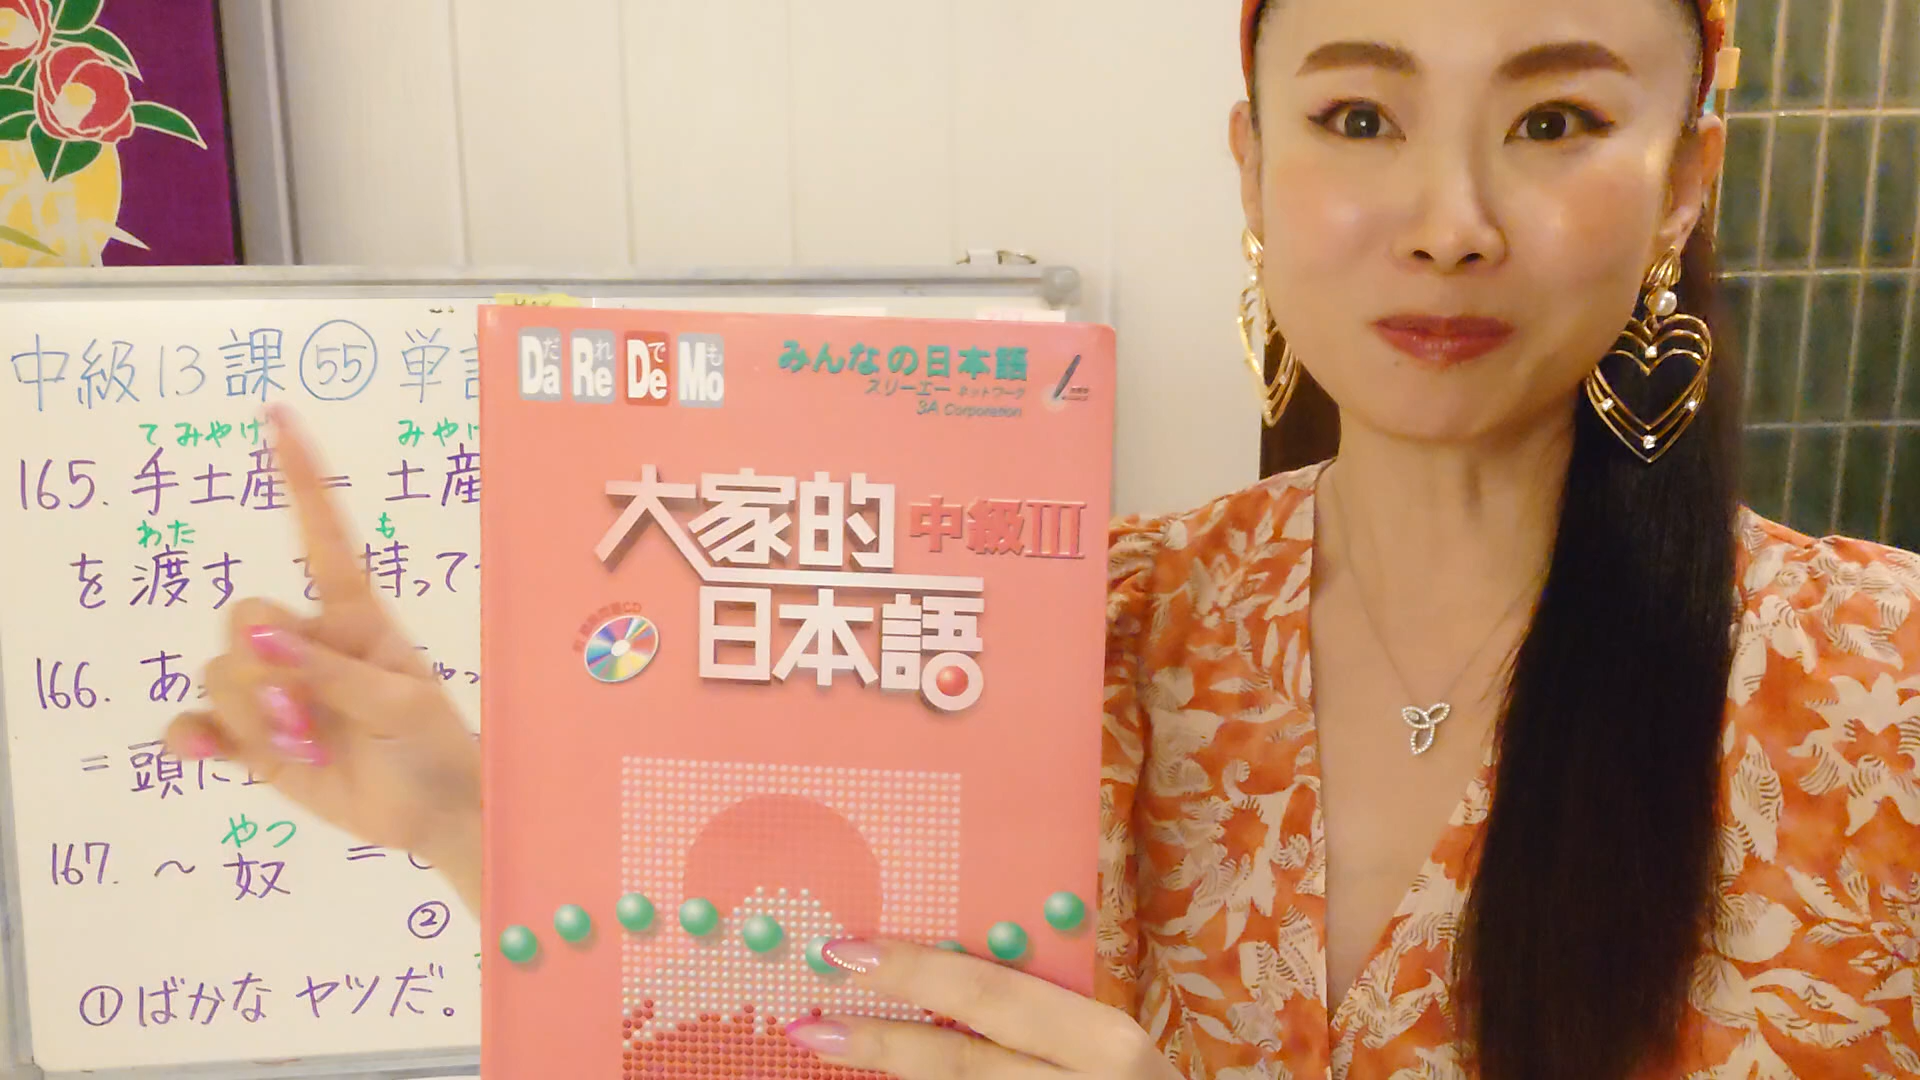 中級13課 55 単
てみやげ みや
165. 手土産 = 土産
わた も
を渡す を持って
166. あ
= 頭に
やつ
167. ～ 奴 =
②
① ばかな ヤツだ。
だ れ で も
Da Re De Mo
みんなの日本語
スリーエー ネットワーク
3A Corporation
大家的 中級III
日本語